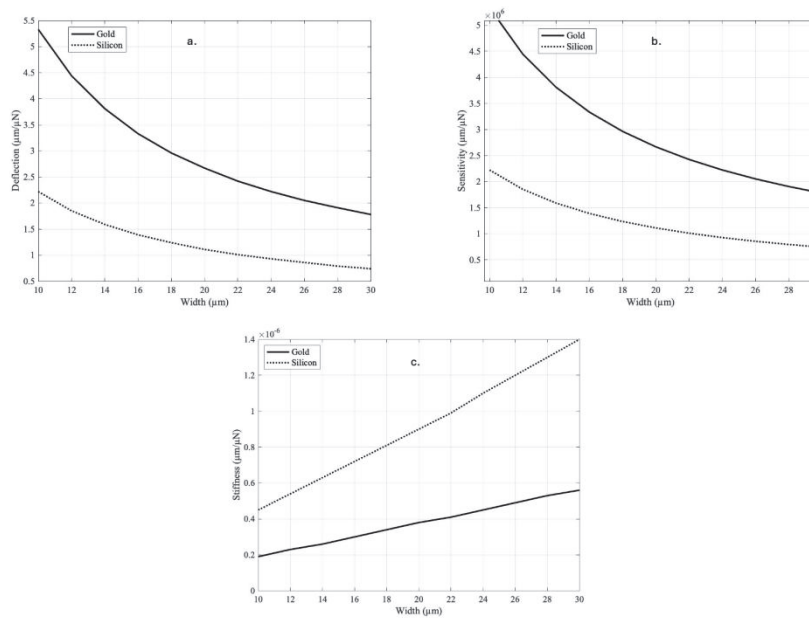 a.
Gold
Silicon
5.5
5
4.5
4
3.5
3
2.5
2
1.5
1
0.5
Deflection (µm/µN)
10 12 14 16 18 20 22 24 26 28 30
Width (µm)
×10⁶
b.
Gold
Silicon
5
4.5
4
3.5
3
2.5
2
1.5
1
0.5
Sensitivity (µm/µN)
10 12 14 16 18 20 22 24 26 28
Width (µm)
×10⁻⁶
c.
Gold
Silicon
1.4
1.2
1
0.8
0.6
0.4
0.2
0
Stiffness (µm/µN)
10 12 14 16 18 20 22 24 26 28 30
Width (µm)